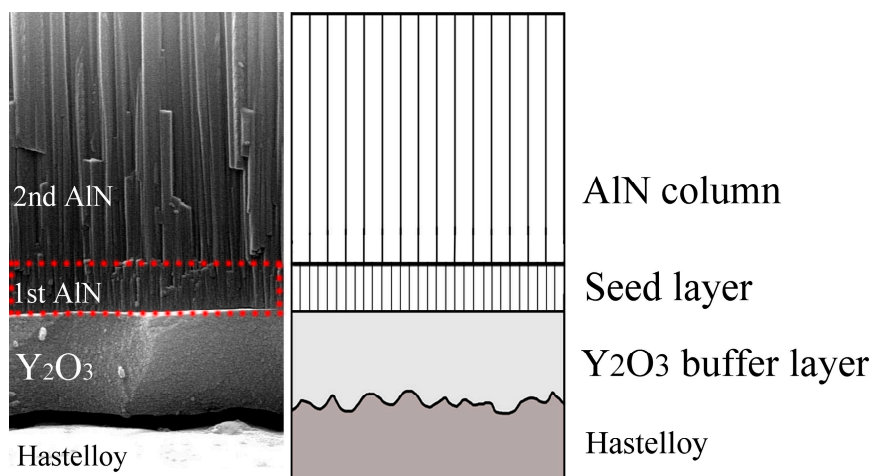 2nd AlN
1st AlN
Y2O3
Hastelloy
AlN column
Seed layer
Y2O3 buffer layer
Hastelloy